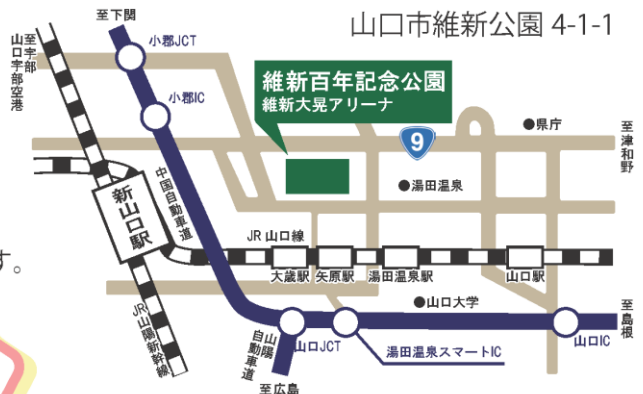 山口市維新公園 4-1-1
至下関
小郡JCT
至宇部
山口宇部空港
小郡IC
維新百年記念公園
維新大晃アリーナ
9
●県庁
至津和野
中国自動車道
●湯田温泉
新山口駅
JR 山口線
大歳駅
矢原駅
湯田温泉駅
山口駅
す。
●山口大学
至島根
JR山陽新幹線
山陽自動車道
山口JCT
湯田温泉スマートIC
山口IC
至広島